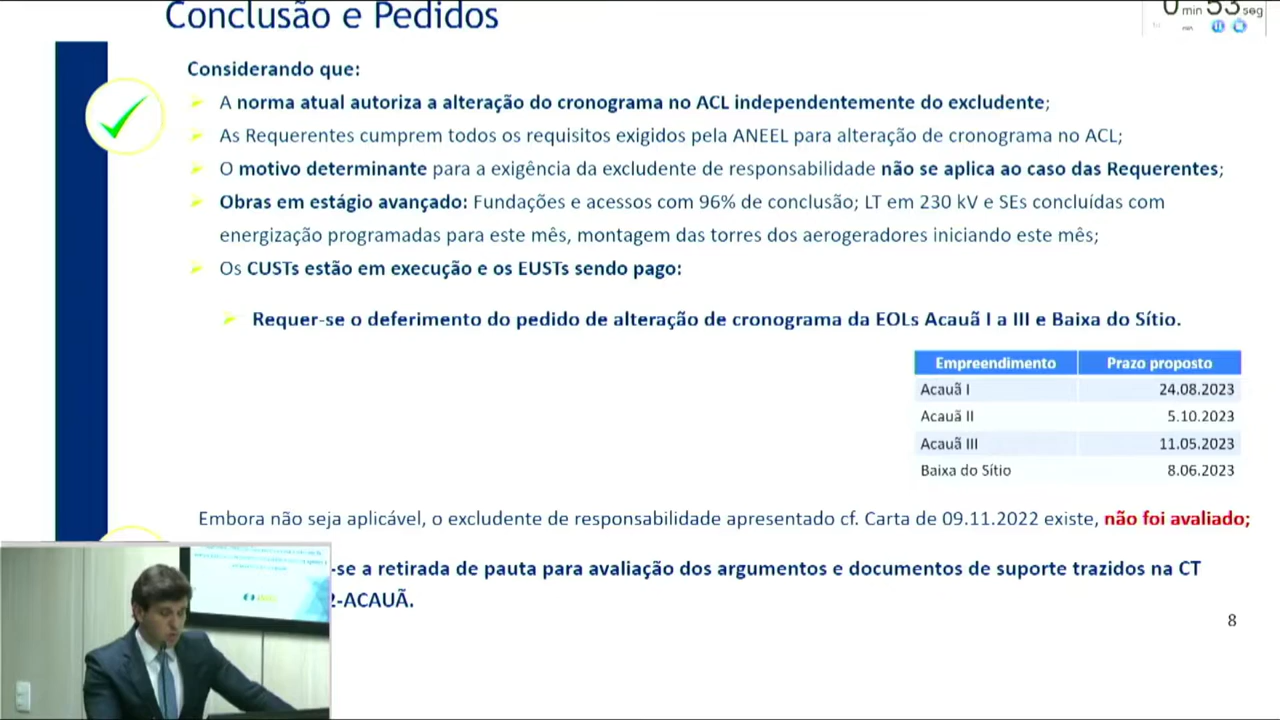 Conclusão e Pedidos
min 53 seg
min
Considerando que:
A norma atual autoriza a alteração do cronograma no ACL independentemente do excludente;
As Requerentes cumprem todos os requisitos exigidos pela ANEEL para alteração de cronograma no ACL;
O motivo determinante para a exigência da excludente de responsabilidade não se aplica ao caso das Requerentes;
Obras em estágio avançado: Fundações e acessos com 96% de conclusão; LT em 230 kV e SEs concluídas com
energização programadas para este mês, montagem das torres dos aerogeradores iniciando este mês;
Os CUSTs estão em execução e os EUSTs sendo pago:
Requer-se o deferimento do pedido de alteração de cronograma da EOLs Acauã I a III e Baixa do Sítio.
Empreendimento Prazo proposto
Acauã I 24.08.2023
Acauã II 5.10.2023
Acauã III 11.05.2023
Baixa do Sítio 8.06.2023
Embora não seja aplicável, o excludente de responsabilidade apresentado cf. Carta de 09.11.2022 existe, não foi avaliado;
-se a retirada de pauta para avaliação dos argumentos e documentos de suporte trazidos na CT
-ACAUÃ.
8